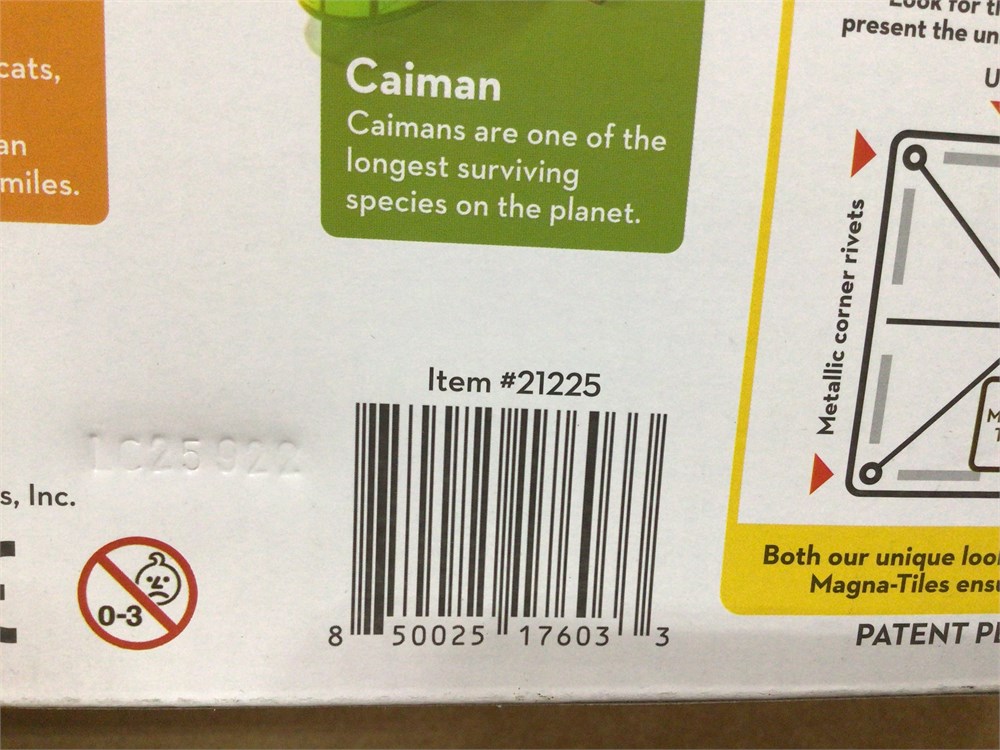 cats,
an
miles.
Caiman
Caimans are one of the
longest surviving
species on the planet.
present the un
U
Metallic corner rivets
Item #21225
LC25922
s, Inc.
0-3
8 50025 17603 3
Both our unique loo
Magna-Tiles ens
PATENT